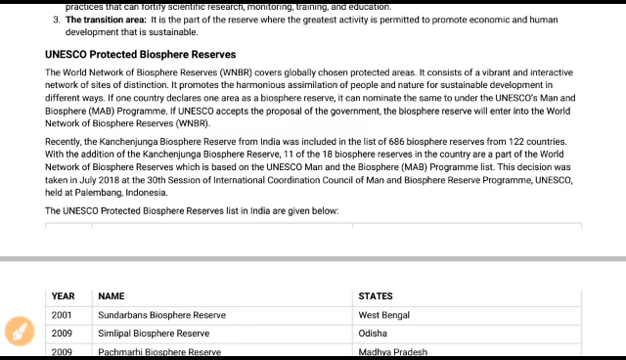 practices that can fortify scientific research, monitoring, training, and education.
3. The transition area: It is the part of the reserve where the greatest activity is permitted to promote economic and human
development that is sustainable.
UNESCO Protected Biosphere Reserves
The World Network of Biosphere Reserves (WNBR) covers globally chosen protected areas. It consists of a vibrant and interactive
network of sites of distinction. It promotes the harmonious assimilation of people and nature for sustainable development in
different ways. If one country declares one area as a biosphere reserve, it can nominate the same to under the UNESCO's Man and
Biosphere (MAB) Programme. If UNESCO accepts the proposal of the government, the biosphere reserve will enter into the World
Network of Biosphere Reserves (WNBR).
Recently, the Kanchenjunga Biosphere Reserve from India was included in the list of 686 biosphere reserves from 122 countries.
With the addition of the Kanchenjunga Biosphere Reserve, 11 of the 18 biosphere reserves in the country are a part of the World
Network of Biosphere Reserves which is based on the UNESCO Man and the Biosphere (MAB) Programme list. This decision was
taken in July 2018 at the 30th Session of International Coordination Council of Man and Biosphere Reserve Programme, UNESCO,
held at Palembang, Indonesia.
The UNESCO Protected Biosphere Reserves list in India are given below:
YEAR NAME STATES
2001 Sundarbans Biosphere Reserve West Bengal
2009 Simlipal Biosphere Reserve Odisha
2009 Pachmarhi Biosphere Reserve Madhya Pradesh